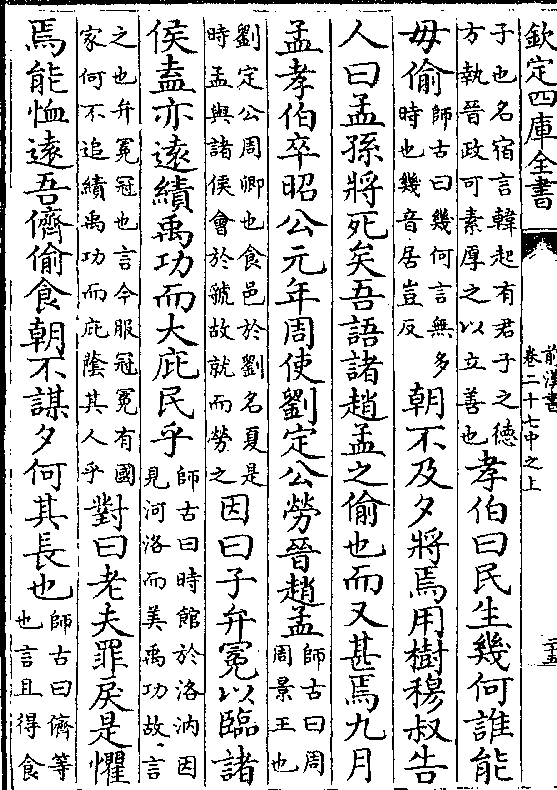 欽定四庫全書
前漢書
卷二十七中之上
二十五
子也名宿言韓起有君子之德
方執晉政可素厚之以立善也
孝伯曰民生幾何誰能
毋偷
師古曰幾何言無多
時也幾音居豈反
朝不及夕將焉用樹穆叔告
人曰孟孫將死矣吾語諸趙孟之偷也而又甚焉九月
孟孝伯卒昭公元年周使劉定公勞晉趙孟
師古曰周
周景王也
劉定公周卿也食邑於劉名夏是
時孟與諸侯會於虢故就而勞之
因曰子弁冕以臨諸
侯盍亦遠績禹功而大庇民乎
師古曰時館於洛汭因
見河洛而美禹功故言
之也弁冕冠也言今服冠冕有國
家何不追績禹功而庇蔭其人乎
對曰老夫罪戾是懼
焉能恤遠吾儕偷食朝不謀夕何其長也
師古曰儕等
也言且得食